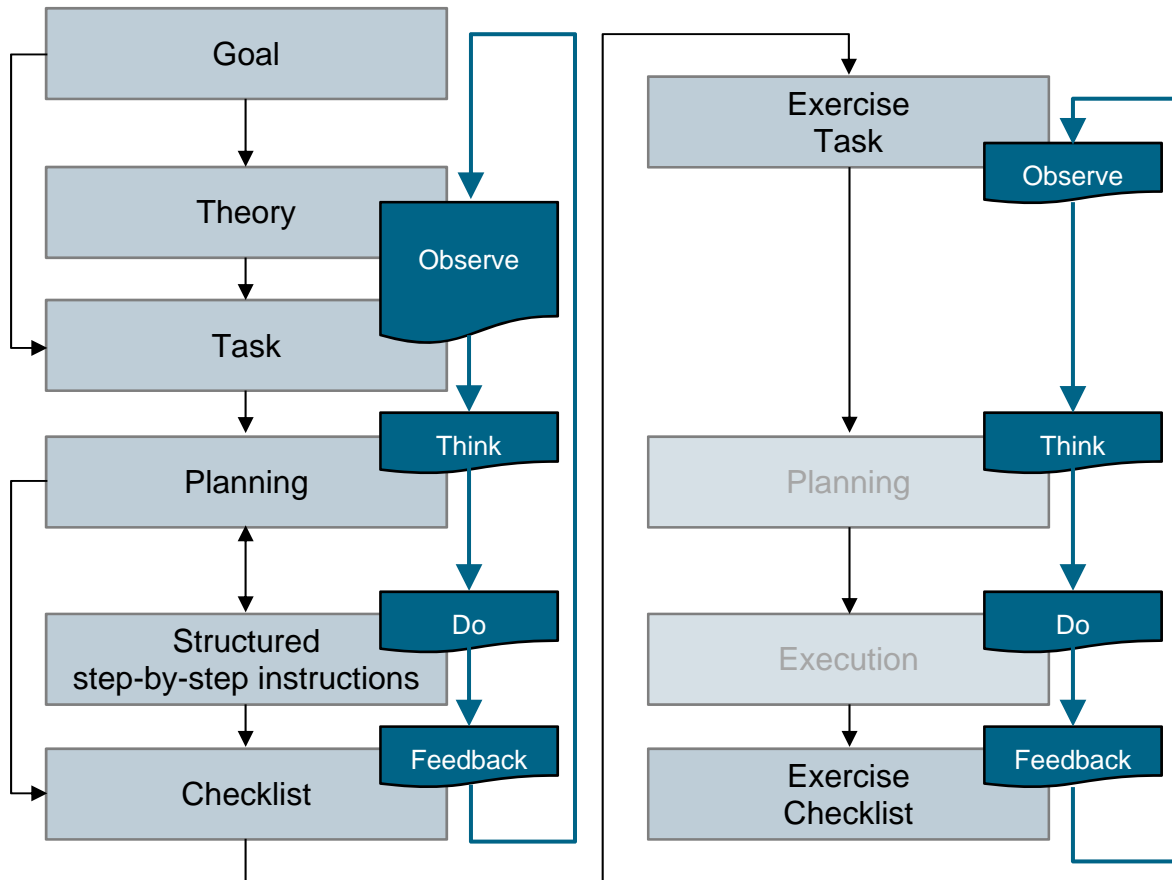 Goal
Theory
Observe
Task
Think
Planning
Do
Structured
step-by-step instructions
Feedback
Checklist
Exercise
Task
Observe
Think
Planning
Do
Execution
Feedback
Exercise
Checklist